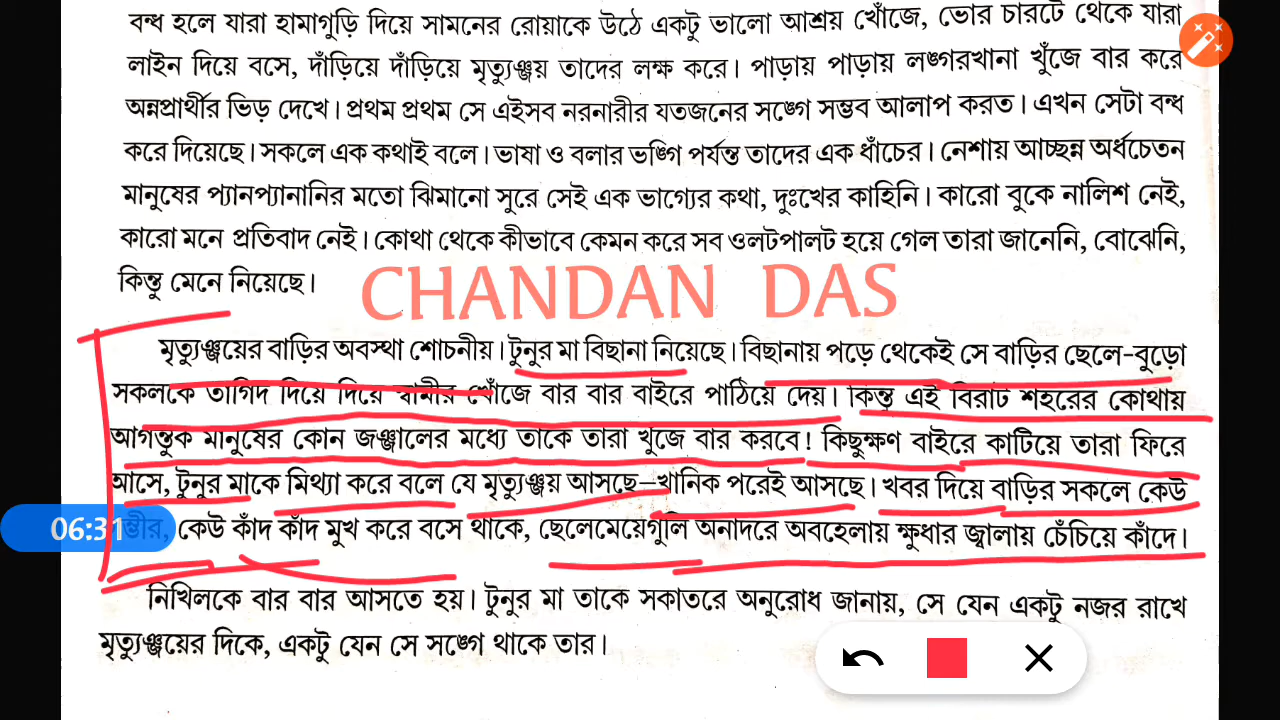 বন্ধ হলে যারা হামাগুড়ি দিয়ে সামনের রোয়াকে উঠে একটু ভালো আশ্রয় খোঁজে, ভোর চারটে থেকে যারা
লাইন দিয়ে বসে, দাঁড়িয়ে দাঁড়িয়ে মৃত্যুঞ্জয় তাদের লক্ষ করে। পাড়ায় পাড়ায় লঙ্গরখানা খুঁজে বার করে
অন্নপ্রার্থীর ভিড় দেখে। প্রথম প্রথম সে এইসব নরনারীর যতজনের সঙ্গে সম্ভব আলাপ করত। এখন সেটা বন্ধ
করে দিয়েছে। সকলে এক কথাই বলে। ভাষা ও বলার ভঙ্গি পর্যন্ত তাদের এক ধাঁচের। নেশায় আচ্ছন্ন অর্ধচেতন
মানুষের প্যানপ্যানানির মতো ঝিমানো সুরে সেই এক ভাগ্যের কথা, দুঃখের কাহিনি। কারো বুকে নালিশ নেই,
কারো মনে প্রতিবাদ নেই। কোথা থেকে কীভাবে কেমন করে সব ওলটপালট হয়ে গেল তারা জানেনি, বোঝেনি,
কিন্তু মেনে নিয়েছে।
CHANDAN DAS
মৃত্যুঞ্জয়ের বাড়ির অবস্থা শোচনীয়। টুনুর মা বিছানা নিয়েছে। বিছানায় পড়ে থেকেই সে বাড়ির ছেলে-বুড়ো
সকলকে তাগিদ দিয়ে দিয়ে স্বামীর খোঁজে বার বার বাইরে পাঠিয়ে দেয়। কিন্তু এই বিরাট শহরের কোথায়
আগন্তুক মানুষের কোন জঞ্জালের মধ্যে তাকে তারা খুঁজে বার করবে! কিছুক্ষণ বাইরে কাটিয়ে তারা ফিরে
আসে, টুনুর মাকে মিথ্যা করে বলে যে মৃত্যুঞ্জয় আসছে—খানিক পরেই আসছে। খবর দিয়ে বাড়ির সকলে কেউ
06:31 কেউ কাঁদ কাঁদ মুখ করে বসে থাকে, ছেলেমেয়েগুলি অনাদরে অবহেলায় ক্ষুধার জ্বালায় চেঁচিয়ে কাঁদে।
নিখিলকে বার বার আসতে হয়। টুনুর মা তাকে সকাতরে অনুরোধ জানায়, সে যেন একটু নজর রাখে
মৃত্যুঞ্জয়ের দিকে, একটু যেন সে সঙ্গে থাকে তার।